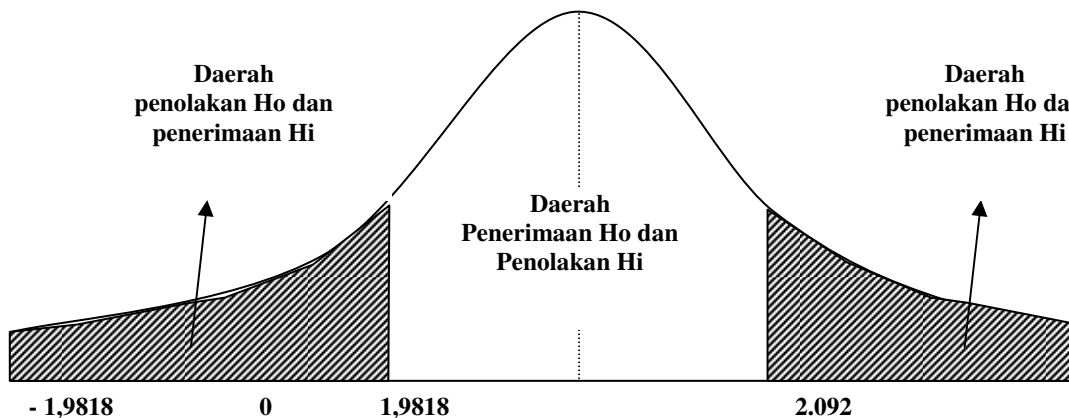 Daerah
penolakan Ho dan
penerimaan Hi
Daerah
penolakan Ho da
penerimaan Hi
Daerah
Penerimaan Ho dan
Penolakan Hi
- 1,9818 0 1,9818 2.092